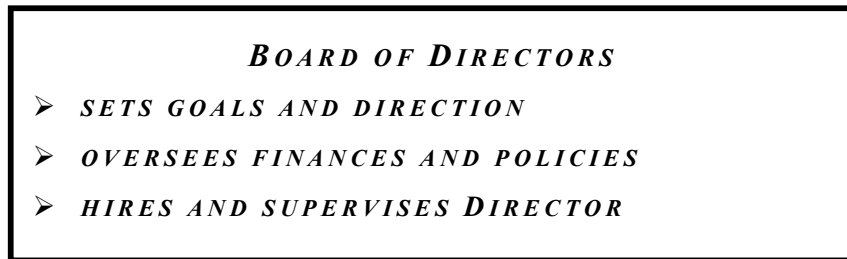 BOARD OF DIRECTORS
➢ SETS GOALS AND DIRECTION
➢ OVERSEES FINANCES AND POLICIES
➢ HIRES AND SUPERVISES DIRECTOR